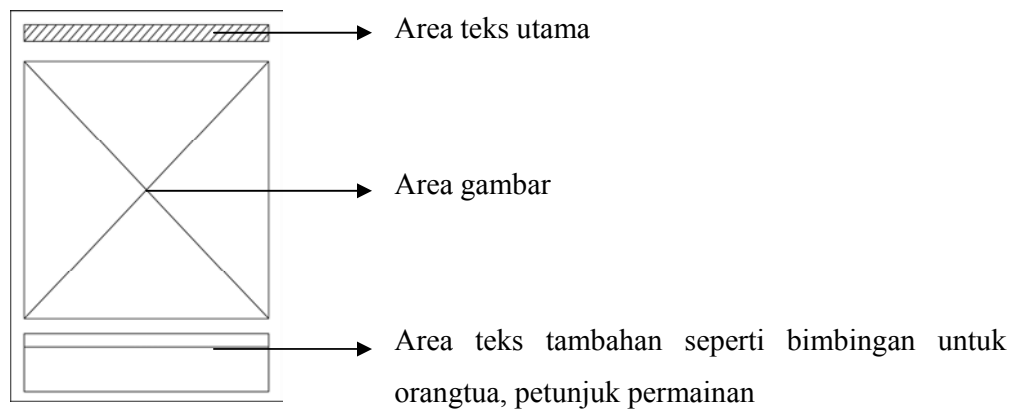 Area teks utama
Area gambar
Area teks tambahan seperti bimbingan untuk
orangtua, petunjuk permainan